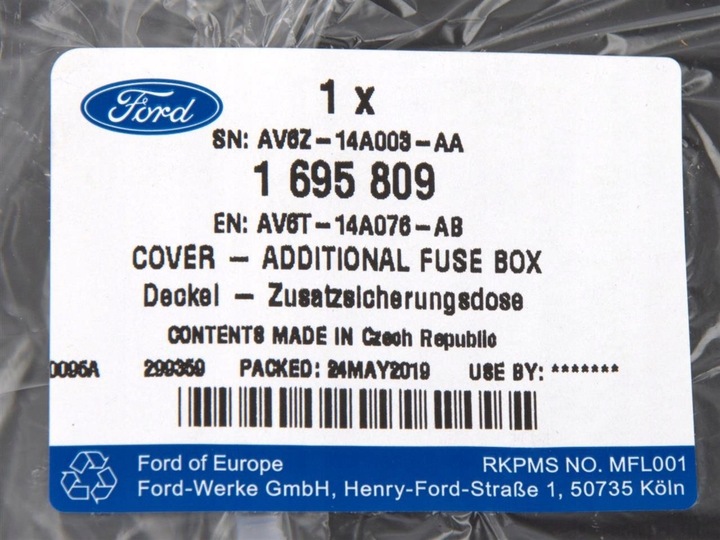 Ford
1 x
SN: AV6Z-14A003-AA
1 695 809
EN: AV6T-14A076-AB
COVER - ADDITIONAL FUSE BOX
Deckel - Zusatzsicherungsdose
CONTENTS MADE IN Czech Republic
0095A 299359 PACKED: 24MAY2019 USE BY: *******
Ford of Europe RKPMS NO. MFL001
Ford-Werke GmbH, Henry-Ford-Straße 1, 50735 Köln